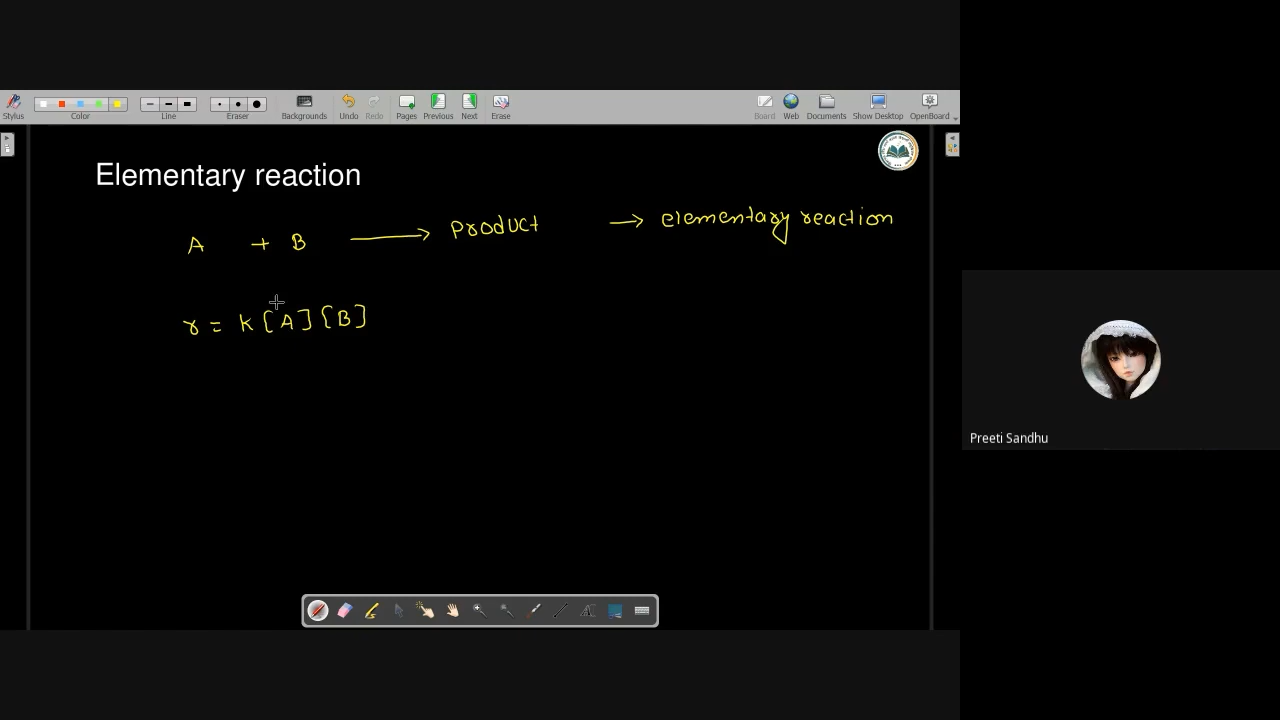 Stylus Color Line Eraser Backgrounds Undo Redo Pages Previous Next Erase Board Web Documents Show Desktop OpenBoard
Elementary reaction
A + B ⟶ Product → elementary reaction
r = K[A][B]
Preeti Sandhu